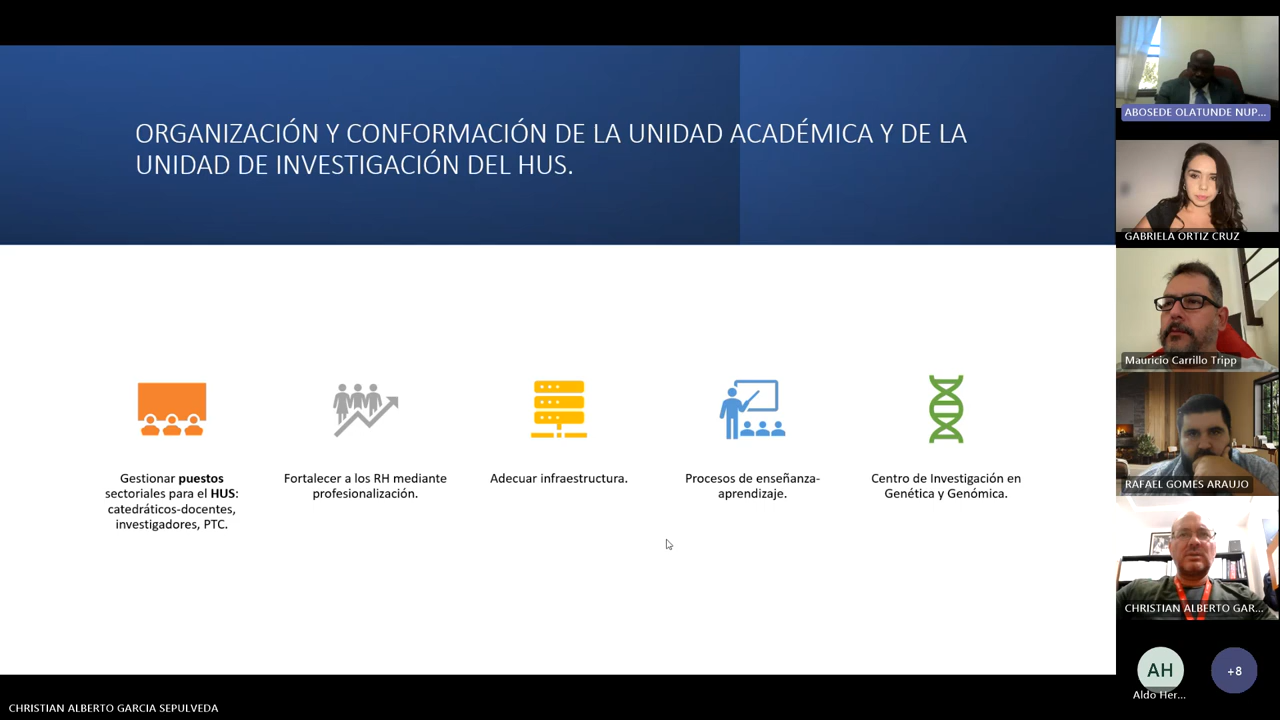 ORGANIZACIÓN Y CONFORMACIÓN DE LA UNIDAD ACADÉMICA Y DE LA
UNIDAD DE INVESTIGACIÓN DEL HUS.
Gestionar puestos
sectoriales para el HUS:
catedráticos-docentes,
investigadores, PTC.
Fortalecer a los RH mediante
profesionalización.
Adecuar infraestructura.
Procesos de enseñanza-
aprendizaje.
Centro de Investigación en
Genética y Genómica.
ABOSEDE OLATUNDE NUP...
GABRIELA ORTIZ CRUZ
Mauricio Carrillo Tripp
RAFAEL GOMES ARAUJO
CHRISTIAN ALBERTO GAR...
AH
+8
Aldo Her...
CHRISTIAN ALBERTO GARCIA SEPULVEDA